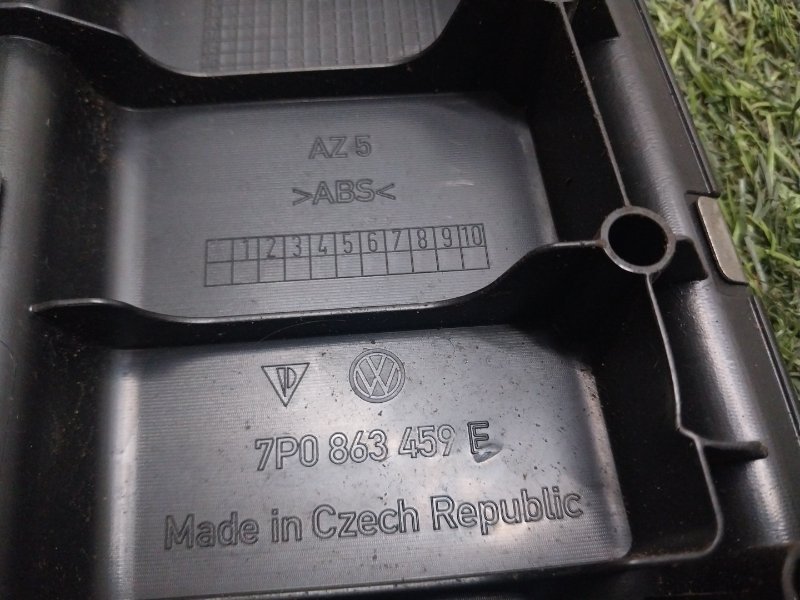 AZ 5
>ABS<
1 2 3 4 5 6 7 8 9 10
VW
7P0 863 459 E
Made in Czech Republic